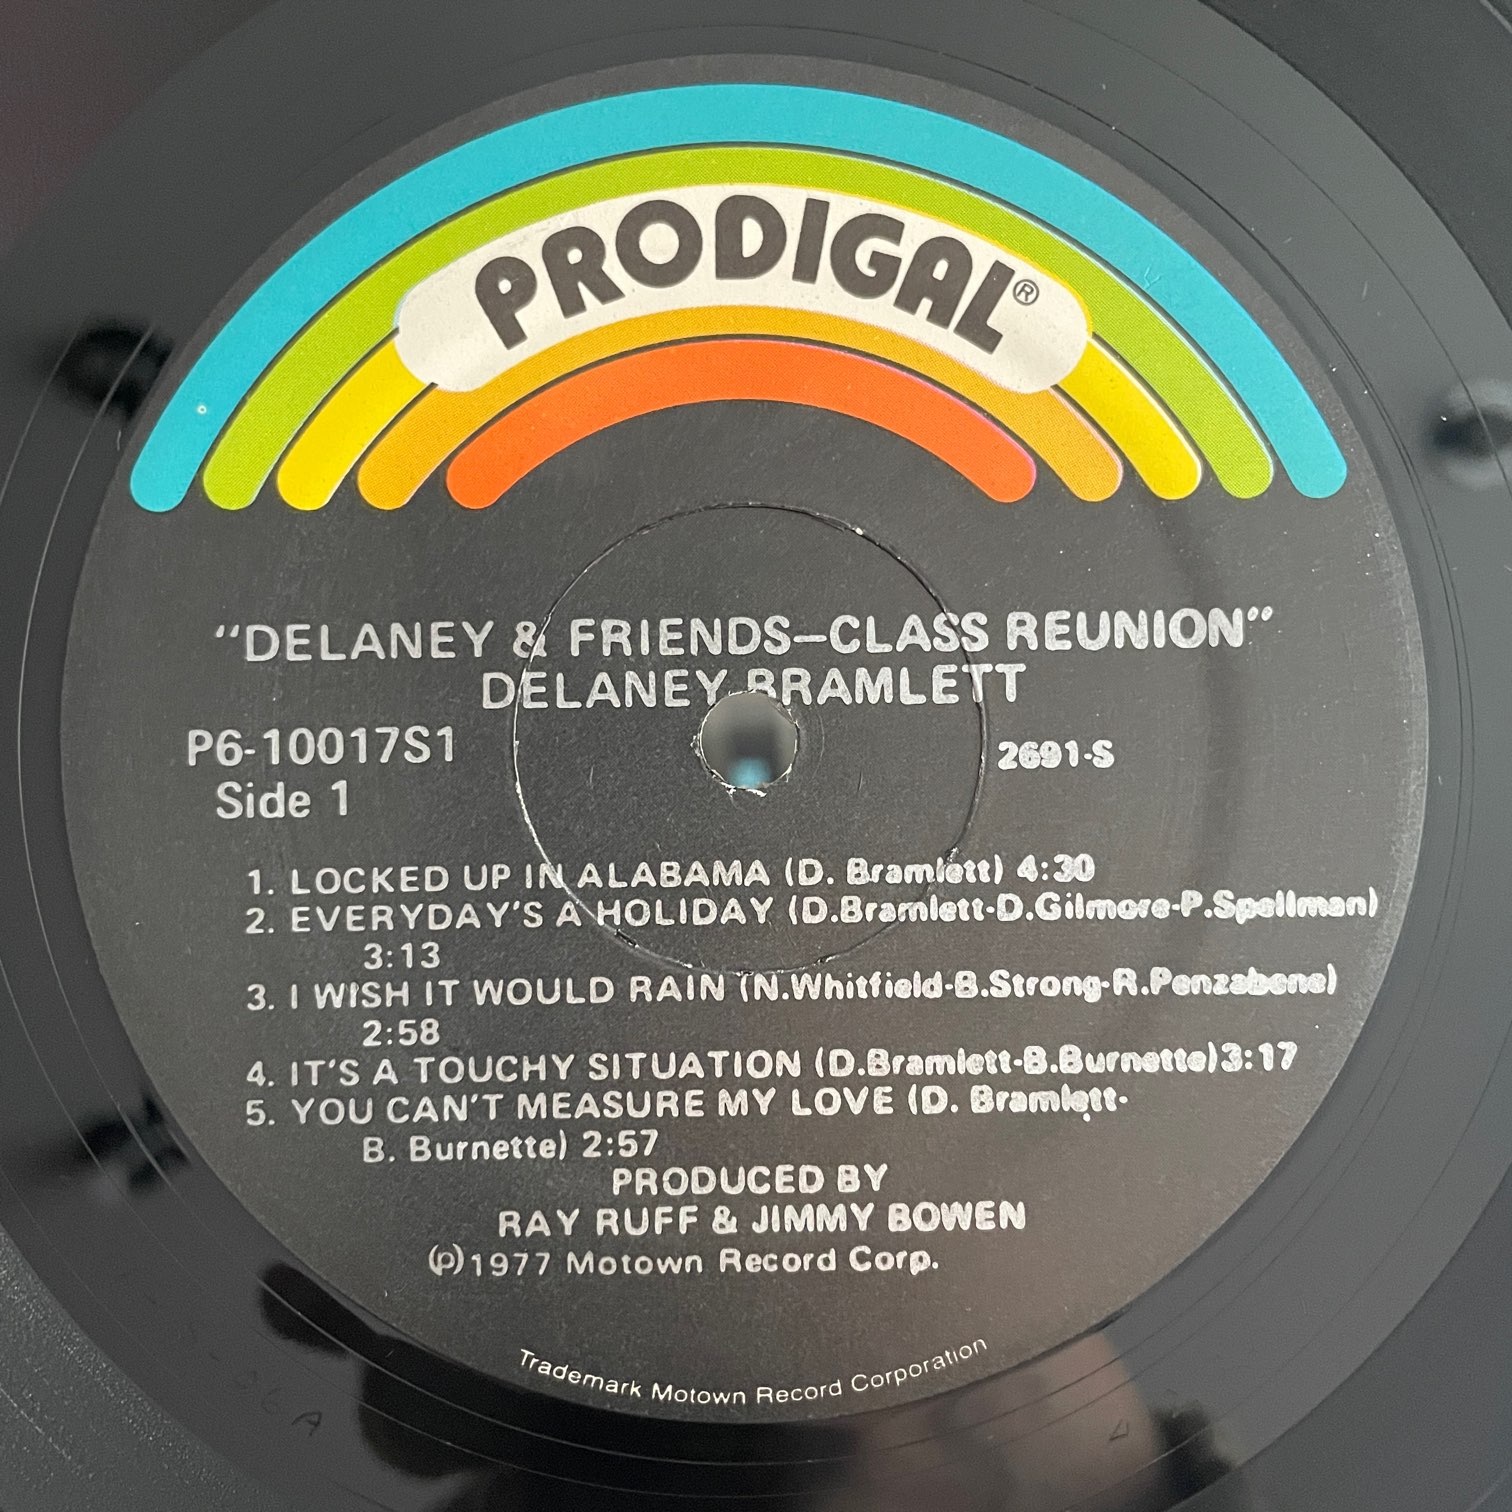 PRODIGAL®
"DELANEY & FRIENDS–CLASS REUNION"
DELANEY BRAMLETT
P6-10017S1
2691-S
Side 1
1. LOCKED UP IN ALABAMA (D. Bramlett) 4:30
2. EVERYDAY'S A HOLIDAY (D.Bramlett-D.Gilmore-P.Spellman)
3:13
3. I WISH IT WOULD RAIN (N.Whitfield-B.Strong-R.Penzabene)
2:58
4. IT'S A TOUCHY SITUATION (D.Bramlett-B.Burnette)3:17
5. YOU CAN'T MEASURE MY LOVE (D. Bramlett-
B. Burnette) 2:57
PRODUCED BY
RAY RUFF & JIMMY BOWEN
(p)1977 Motown Record Corp.
Trademark Motown Record Corporation